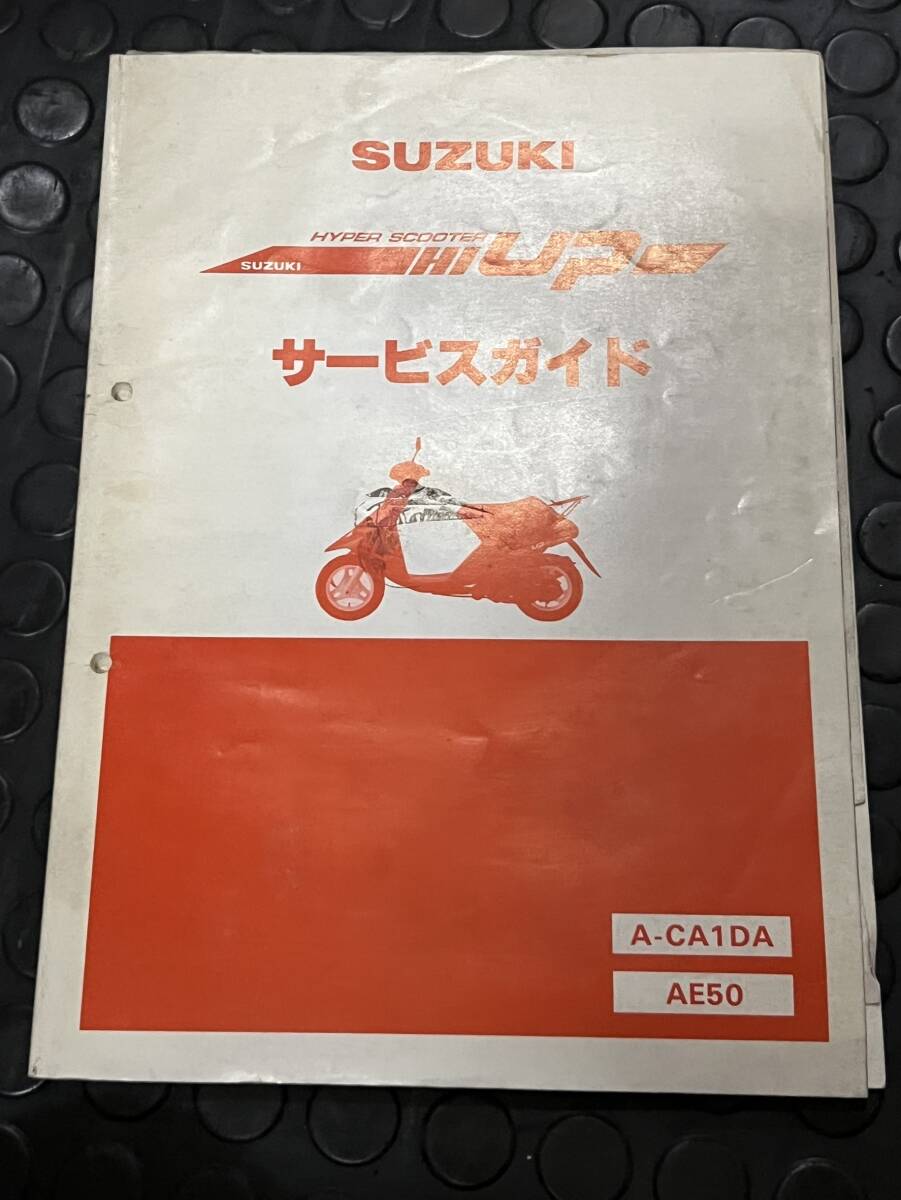 SUZUKI
HYPER SCOOTER
SUZUKI HI UP
サービスガイド
A-CA1DA
AE50